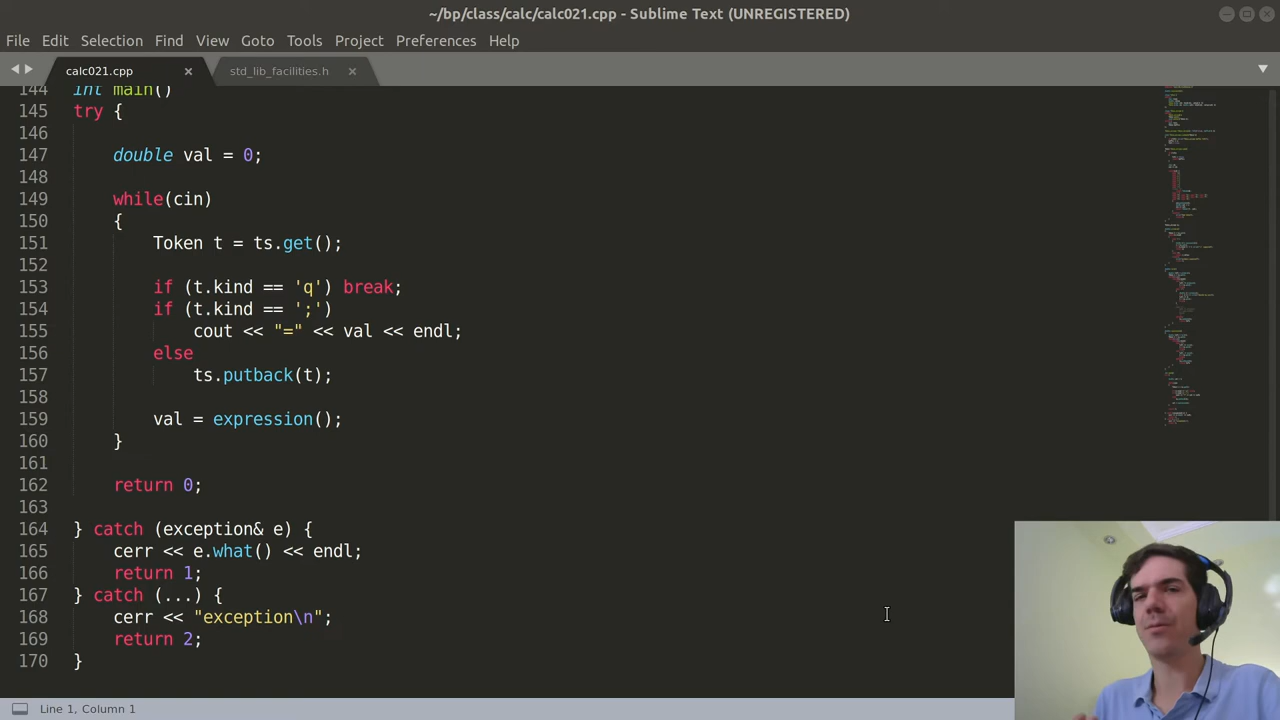 ~/bp/class/calc/calc021.cpp - Sublime Text (UNREGISTERED)
File Edit Selection Find View Goto Tools Project Preferences Help
calc021.cpp × std_lib_facilities.h ×
144 int main()
145 try {
146
147 double val = 0;
148
149 while(cin)
150 {
151 Token t = ts.get();
152
153 if (t.kind == 'q') break;
154 if (t.kind == ';')
155 cout << "=" << val << endl;
156 else
157 ts.putback(t);
158
159 val = expression();
160 }
161
162 return 0;
163
164 } catch (exception& e) {
165 cerr << e.what() << endl;
166 return 1;
167 } catch (...) {
168 cerr << "exception\n";
169 return 2;
170 }
Line 1, Column 1